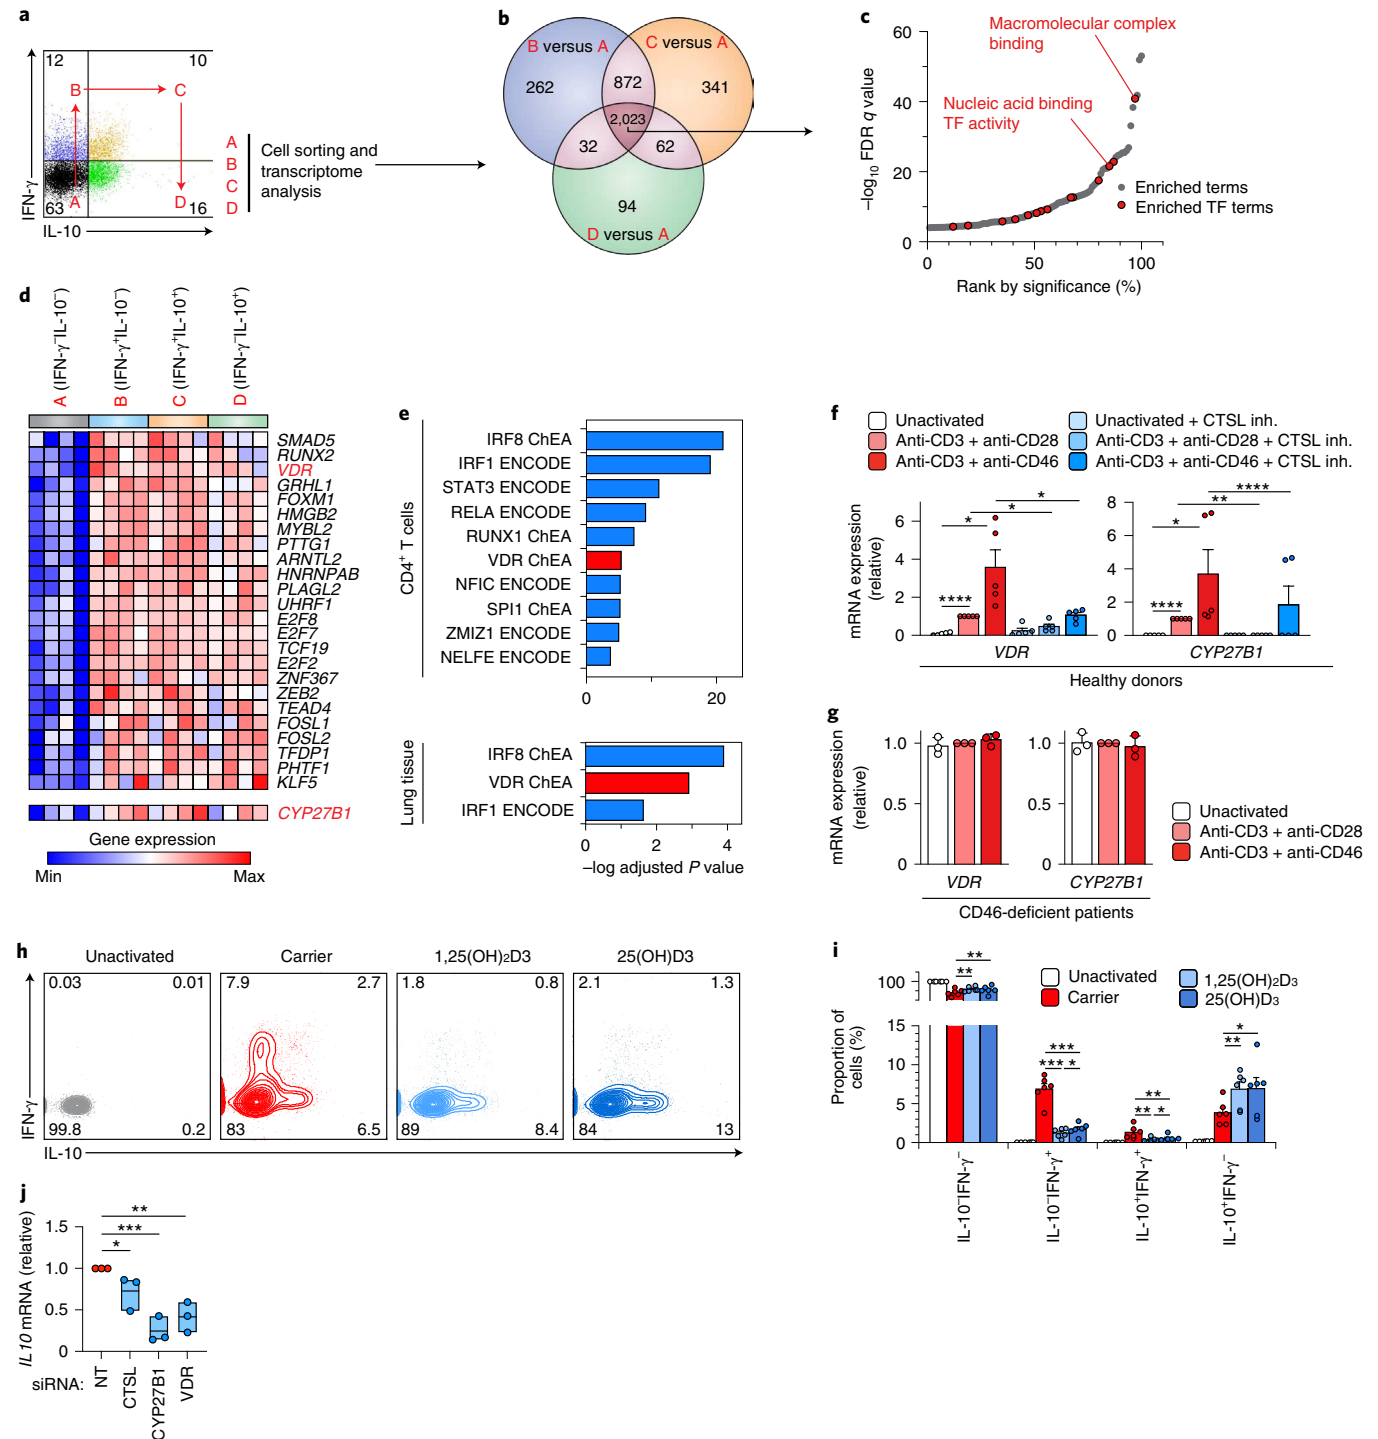 a
12
10
B
C
A
D
63
16
IFN-γ
IL-10
A
B
C
D
Cell sorting and
transcriptome
analysis
b
B versus A
C versus A
262
872
341
2,023
32
62
94
D versus A
c
60
40
20
0
–log10 FDR q value
Macromolecular complex
binding
Nucleic acid binding
TF activity
Enriched terms
Enriched TF terms
0
50
100
Rank by significance (%)
d
A (IFN-γ–IL-10–)
B (IFN-γ+IL-10–)
C (IFN-γ+IL-10+)
D (IFN-γ–IL-10+)
SMAD5
RUNX2
VDR
GRHL1
FOXM1
HMGB2
MYBL2
PTTG1
ARNTL2
HNRNPAB
PLAGL2
UHRF1
E2F8
E2F7
TCF19
E2F2
ZNF367
ZEB2
TEAD4
FOSL1
FOSL2
TFDP1
PHTF1
KLF5
CYP27B1
Gene expression
Min
Max
e
CD4+ T cells
IRF8 ChEA
IRF1 ENCODE
STAT3 ENCODE
RELA ENCODE
RUNX1 ChEA
VDR ChEA
NFIC ENCODE
SPI1 ChEA
ZMIZ1 ENCODE
NELFE ENCODE
0
20
Lung tissue
IRF8 ChEA
VDR ChEA
IRF1 ENCODE
0
2
4
–log adjusted P value
f
Unactivated
Anti-CD3 + anti-CD28
Anti-CD3 + anti-CD46
Unactivated + CTSL inh.
Anti-CD3 + anti-CD28 + CTSL inh.
Anti-CD3 + anti-CD46 + CTSL inh.
mRNA expression
(relative)
6
4
2
0
****
*
*
*
VDR
8
6
4
2
0
****
*
**
****
CYP27B1
Healthy donors
g
mRNA expression
(relative)
1.0
0.5
0
VDR
1.0
0.5
0
CYP27B1
CD46-deficient patients
Unactivated
Anti-CD3 + anti-CD28
Anti-CD3 + anti-CD46
h
Unactivated
Carrier
1,25(OH)2D3
25(OH)D3
0.03
0.01
99.8
0.2
7.9
2.7
83
6.5
1.8
0.8
89
8.4
2.1
1.3
84
13
IFN-γ
IL-10
i
Unactivated
Carrier
1,25(OH)2D3
25(OH)D3
Proportion of
cells (%)
100
15
10
5
0
**
**
***
*** *
**
** *
*
**
IL-10–IFN-γ–
IL-10–IFN-γ+
IL-10+IFN-γ+
IL-10+IFN-γ–
j
IL10 mRNA (relative)
1.5
1.0
0.5
0
**
***
*
siRNA:
NT
CTSL
CYP27B1
VDR